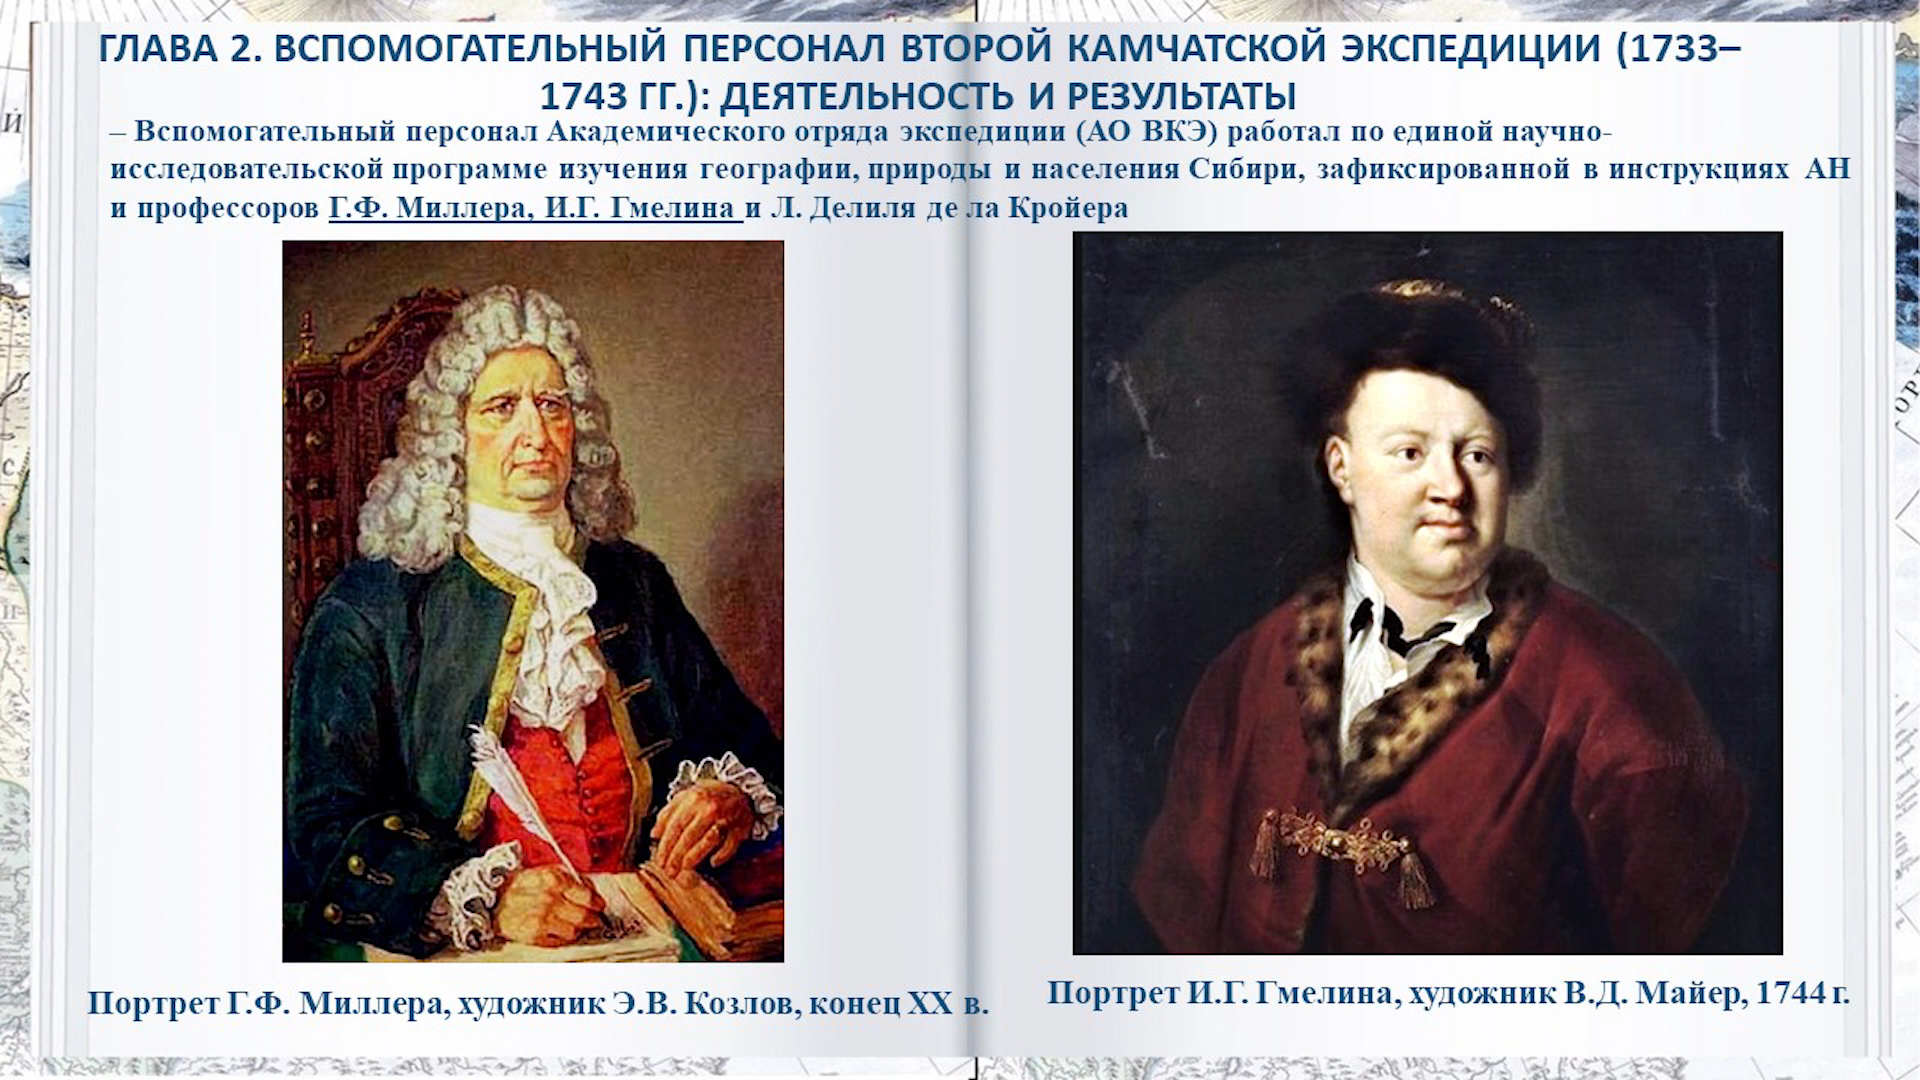 ГЛАВА 2. ВСПОМОГАТЕЛЬНЫЙ ПЕРСОНАЛ ВТОРОЙ КАМЧАТСКОЙ ЭКСПЕДИЦИИ (1733–
1743 ГГ.): ДЕЯТЕЛЬНОСТЬ И РЕЗУЛЬТАТЫ
– Вспомогательный персонал Академического отряда экспедиции (АО ВКЭ) работал по единой научно-
исследовательской программе изучения географии, природы и населения Сибири, зафиксированной в инструкциях АН
и профессоров Г.Ф. Миллера, И.Г. Гмелина и Л. Делиля де ла Кройера
Портрет Г.Ф. Миллера, художник Э.В. Козлов, конец XX в.
Портрет И.Г. Гмелина, художник В.Д. Майер, 1744 г.